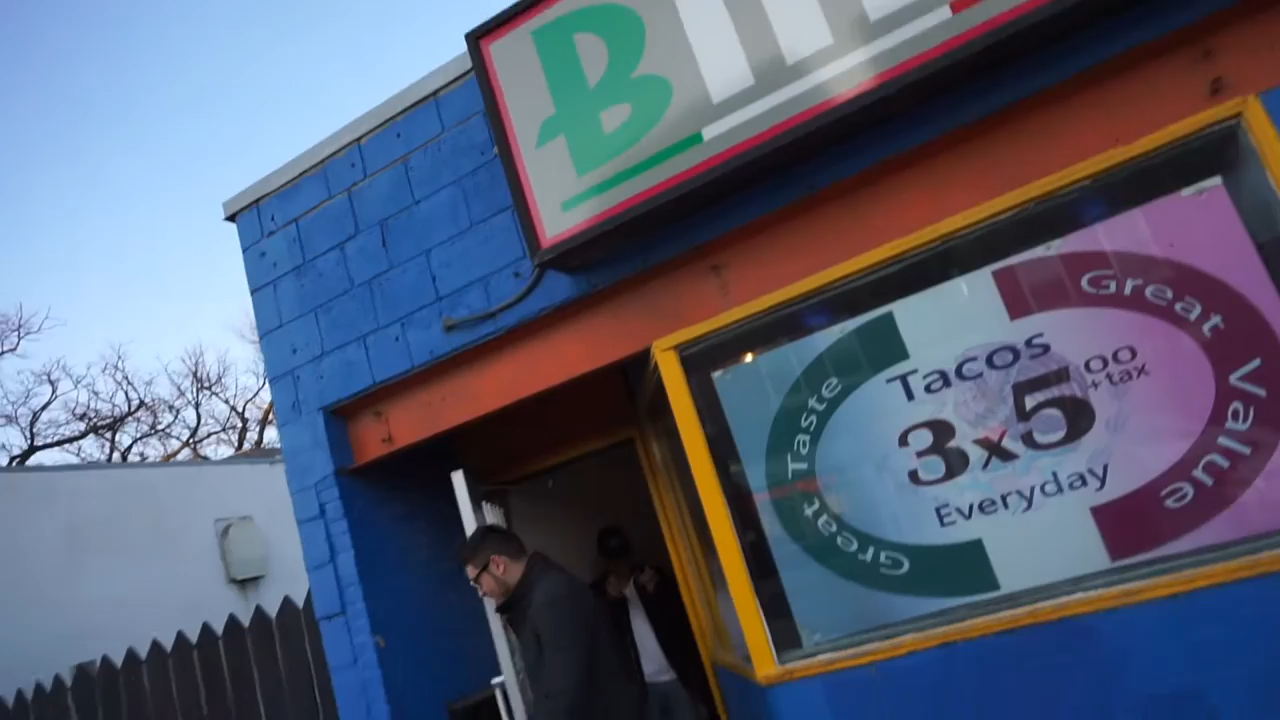 B
Great Taste
Great Value
Tacos
3x5.00
+tax
Everyday